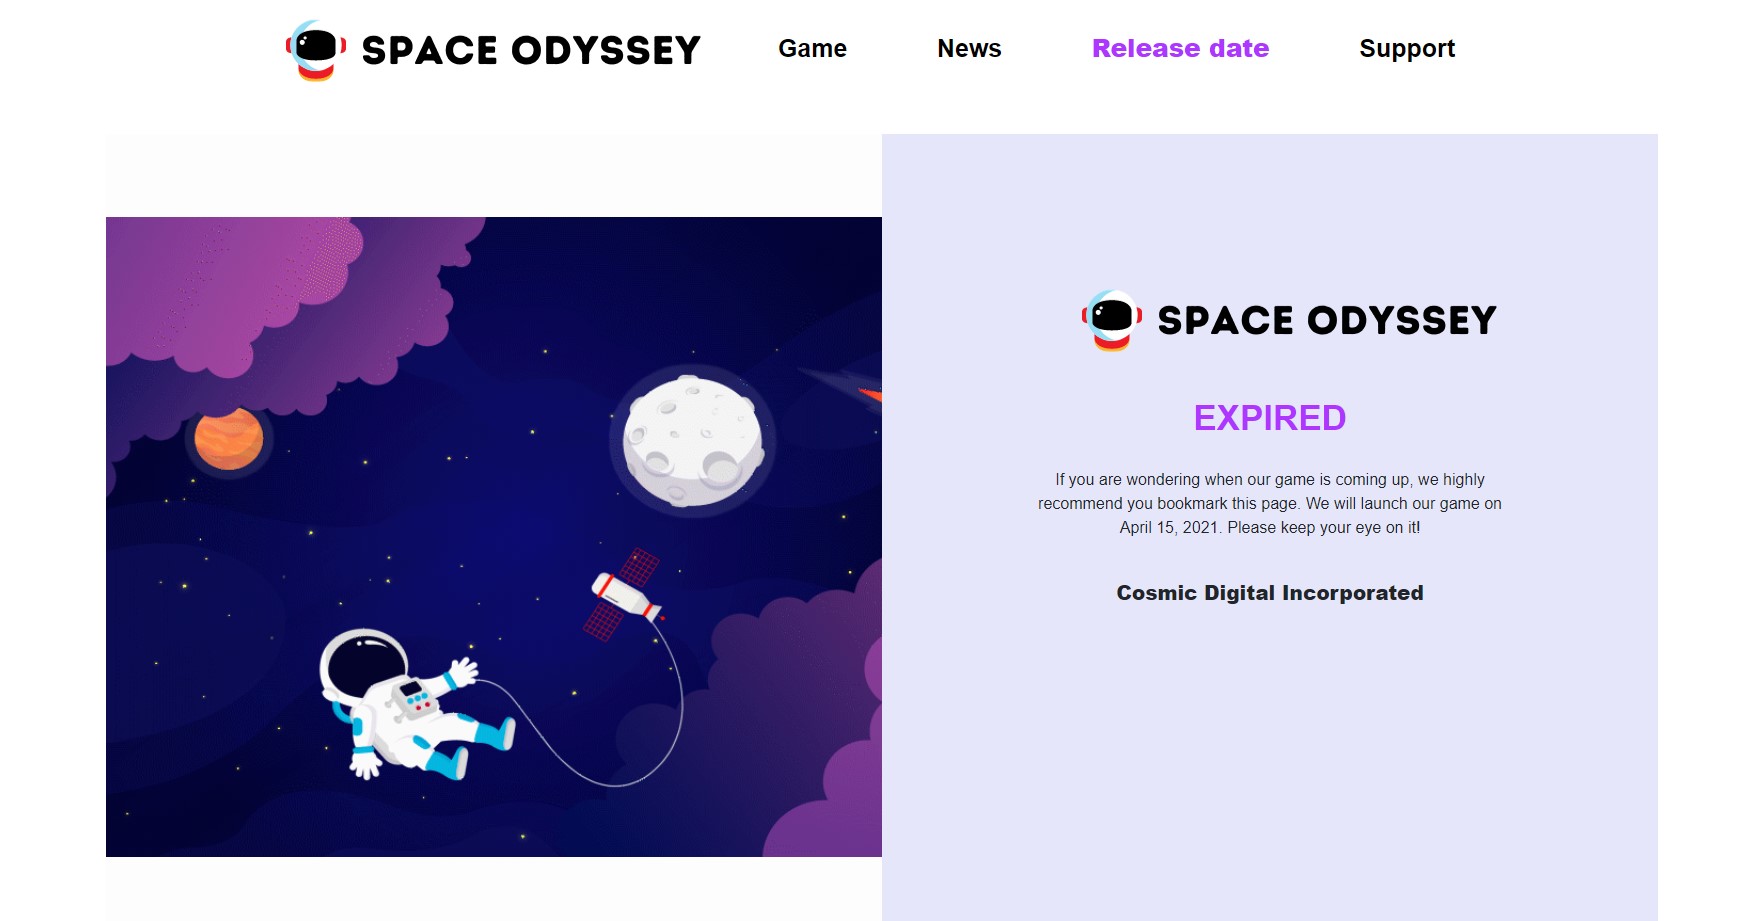 SPACE ODYSSEY
Game
News
Release date
Support
SPACE ODYSSEY
EXPIRED
If you are wondering when our game is coming up, we highly
recommend you bookmark this page. We will launch our game on
April 15, 2021. Please keep your eye on it!
Cosmic Digital Incorporated